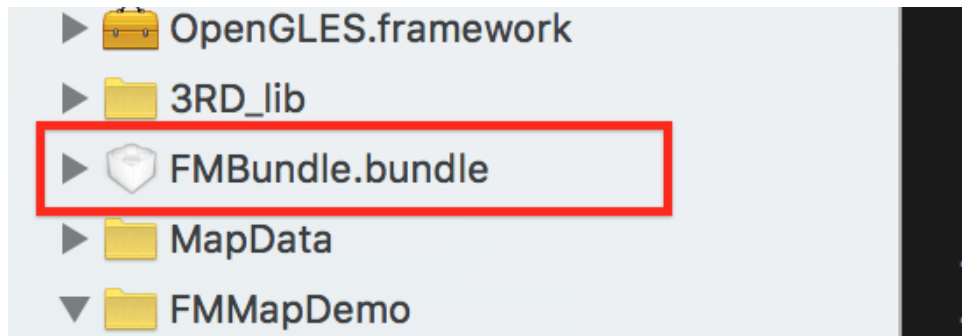 OpenGLES.framework
3RD_lib
FMBundle.bundle
MapData
FMMapDemo